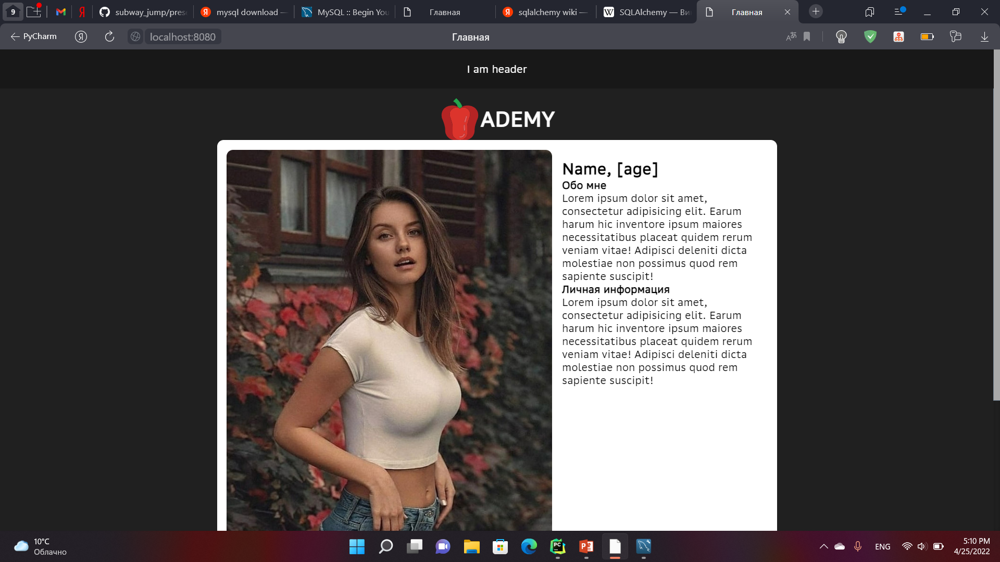 9
subway_jump/prese
mysql download —
MySQL :: Begin You
Главная
sqlalchemy wiki —
SQLAlchemy — Ви
Главная
PyCharm
localhost:8080
Главная
I am header
ADEMY
Name, [age]
Обо мне
Lorem ipsum dolor sit amet,
consectetur adipisicing elit. Earum
harum hic inventore ipsum maiores
necessitatibus placeat quidem rerum
veniam vitae! Adipisci deleniti dicta
molestiae non possimus quod rem
sapiente suscipit!
Личная информация
Lorem ipsum dolor sit amet,
consectetur adipisicing elit. Earum
harum hic inventore ipsum maiores
necessitatibus placeat quidem rerum
veniam vitae! Adipisci deleniti dicta
molestiae non possimus quod rem
sapiente suscipit!
10°C
Облачно
ENG
5:10 PM
4/25/2022